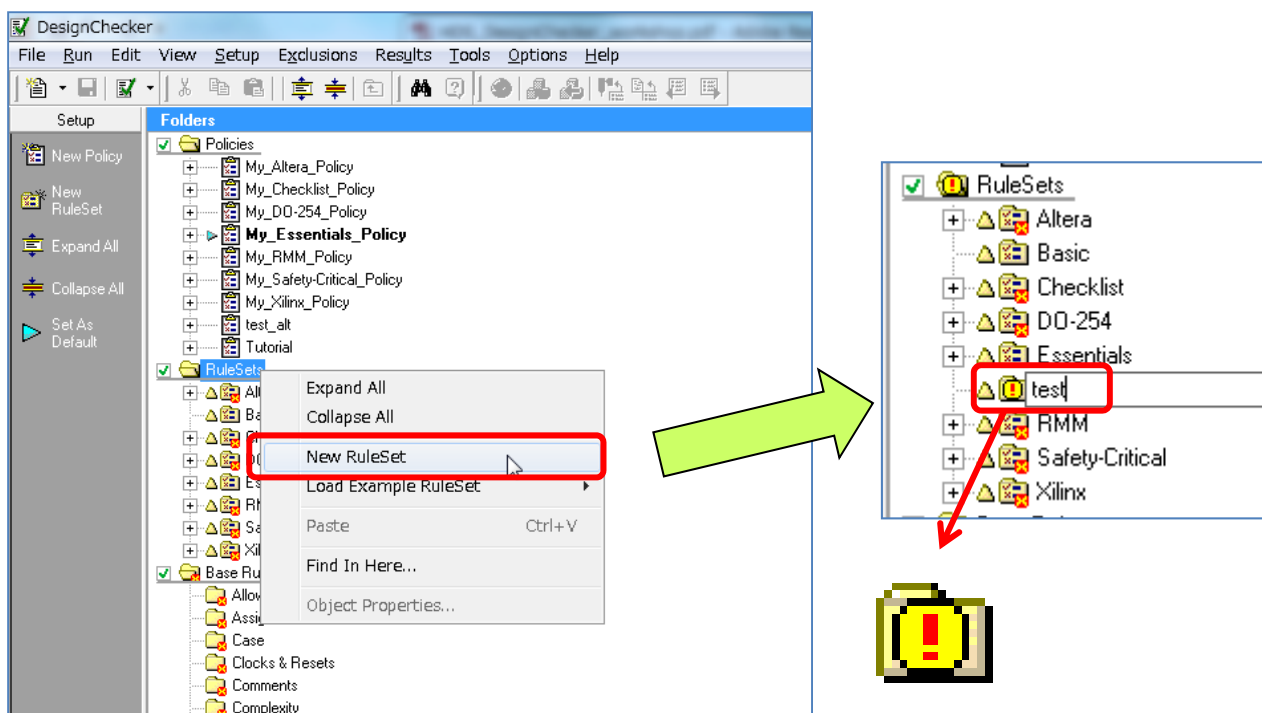 DesignChecker
File Run Edit View Setup Exclusions Results Tools Options Help
Setup
New Policy
New
RuleSet
Expand All
Collapse All
Set As
Default
Folders
Policies
My_Altera_Policy
My_Checklist_Policy
My_DO-254_Policy
My_Essentials_Policy
My_RMM_Policy
My_Safety-Critical_Policy
My_Xilinx_Policy
test_alt
Tutorial
RuleSets
Base Ru
Case
Clocks & Resets
Comments
Complexity
Expand All
Collapse All
New RuleSet
Load Example RuleSet
Paste Ctrl+V
Find In Here...
Object Properties...
RuleSets
Altera
Basic
Checklist
DO-254
Essentials
test
RMM
Safety-Critical
Xilinx